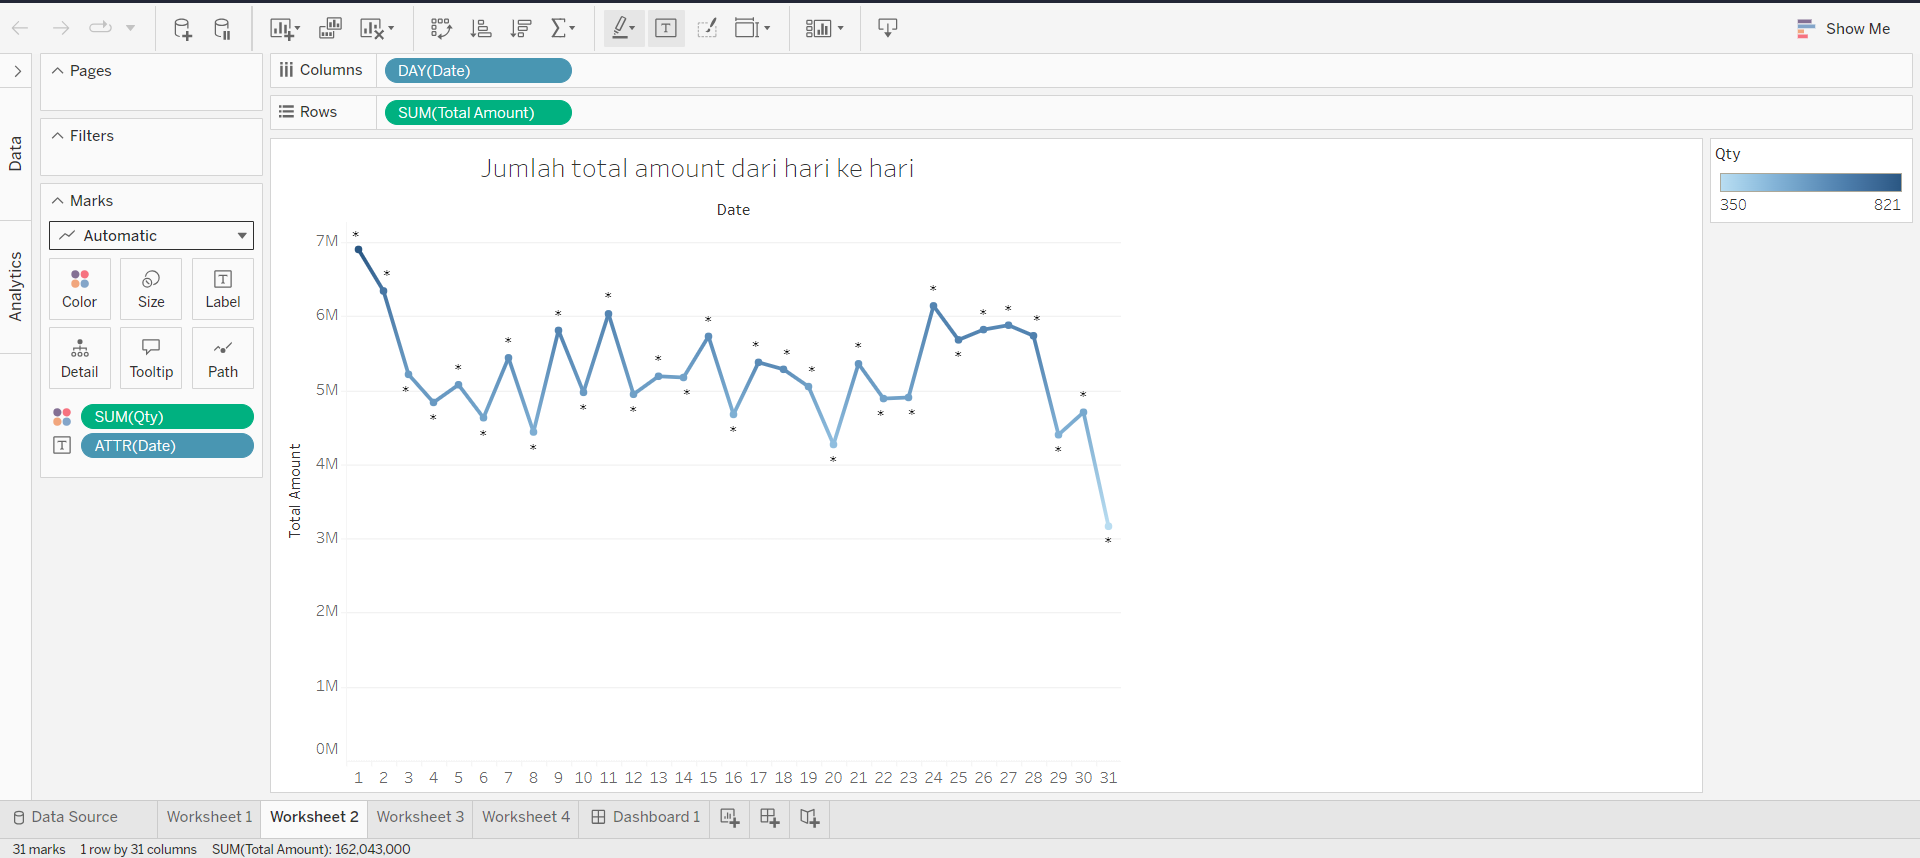 Show Me
Data
Analytics
Pages
Filters
Marks
Automatic
Color
Size
Label
Detail
Tooltip
Path
SUM(Qty)
ATTR(Date)
Columns
DAY(Date)
Rows
SUM(Total Amount)
Jumlah total amount dari hari ke hari
Date
Total Amount
7M
6M
5M
4M
3M
2M
1M
0M
1 2 3 4 5 6 7 8 9 10 11 12 13 14 15 16 17 18 19 20 21 22 23 24 25 26 27 28 29 30 31
Qty
350 821
Data Source Worksheet 1 Worksheet 2 Worksheet 3 Worksheet 4 Dashboard 1
31 marks 1 row by 31 columns SUM(Total Amount): 162,043,000